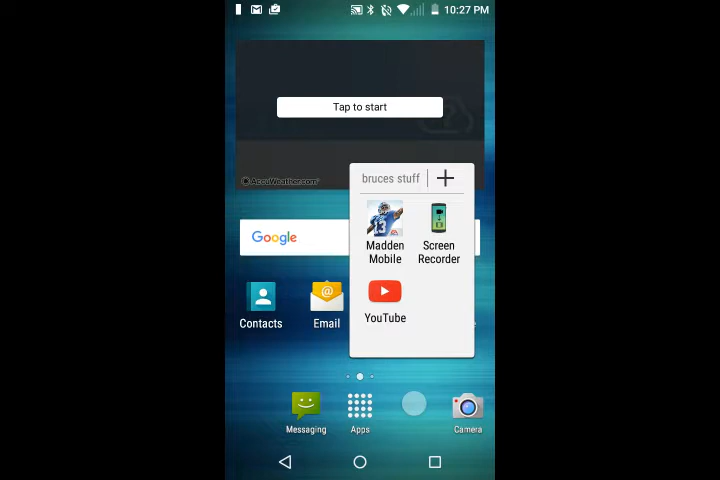 10:27 PM
Tap to start
AccuWeather.com
bruces stuff
Google
Madden Mobile
Screen Recorder
YouTube
Contacts
Email
Messaging
Apps
Camera